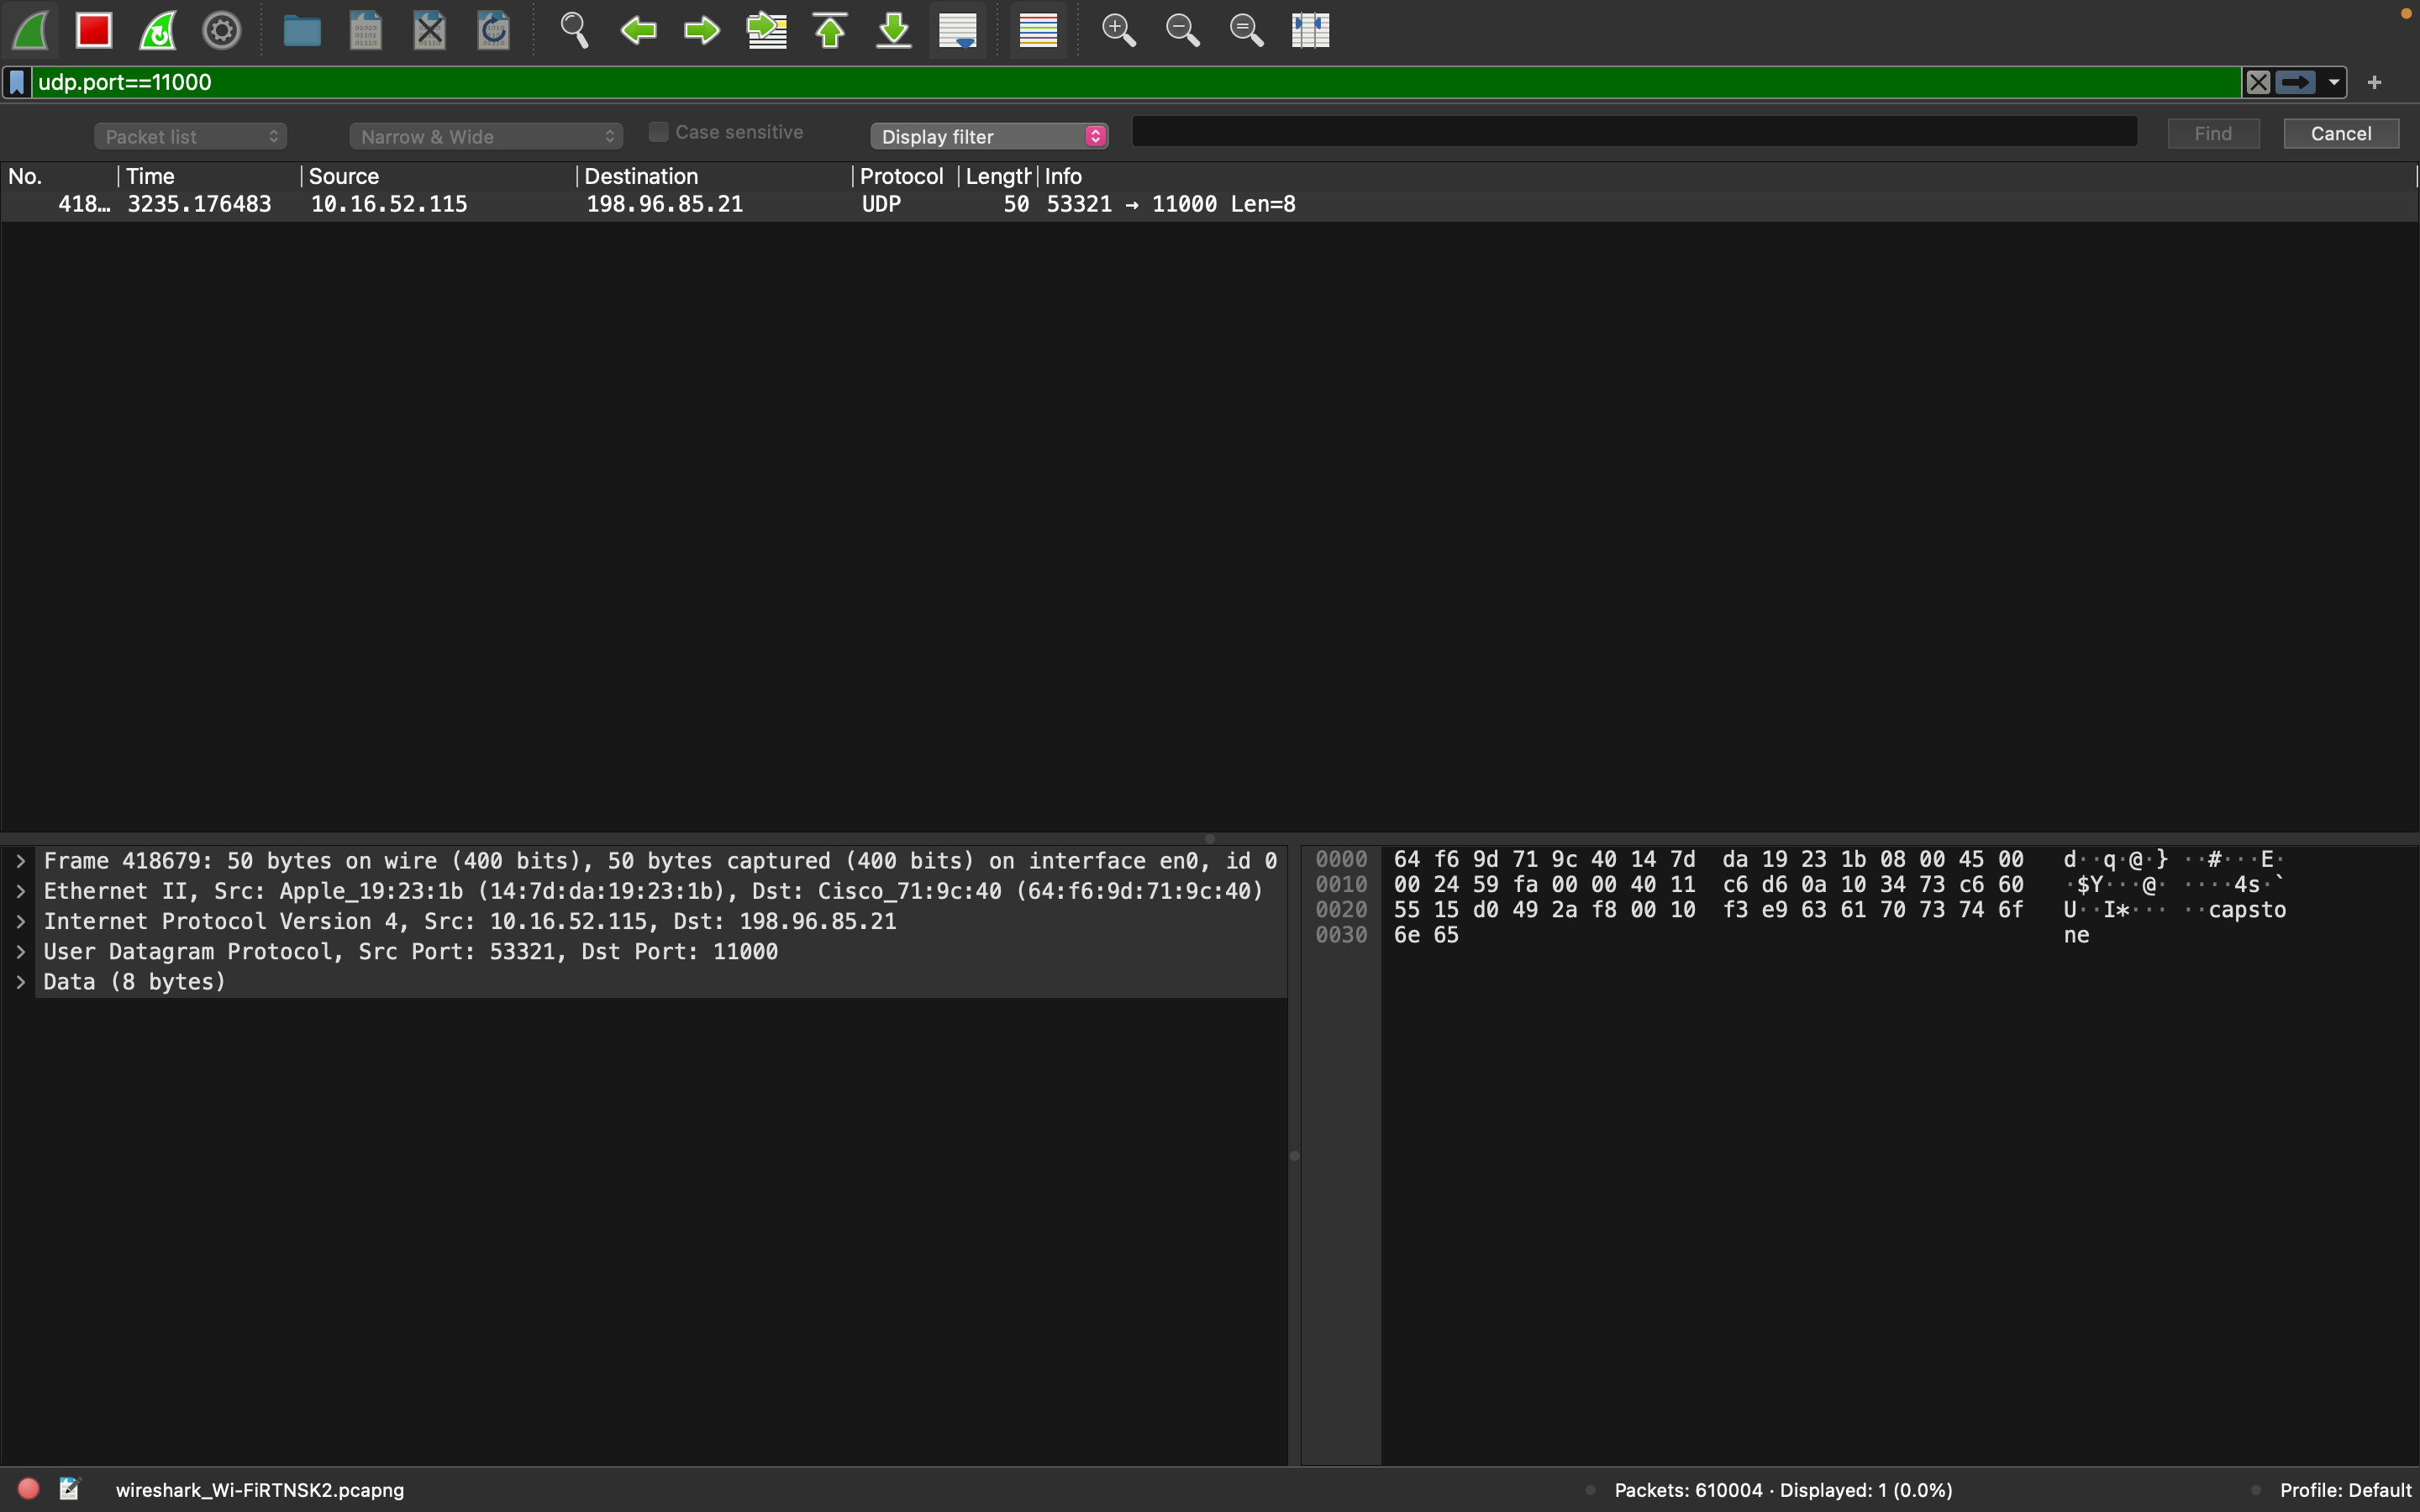 udp.port==11000
Packet list Narrow & Wide Case sensitive Display filter Find Cancel
No. Time Source Destination Protocol Length Info
418… 3235.176483 10.16.52.115 198.96.85.21 UDP 50 53321 → 11000 Len=8
Frame 418679: 50 bytes on wire (400 bits), 50 bytes captured (400 bits) on interface en0, id 0
Ethernet II, Src: Apple_19:23:1b (14:7d:da:19:23:1b), Dst: Cisco_71:9c:40 (64:f6:9d:71:9c:40)
Internet Protocol Version 4, Src: 10.16.52.115, Dst: 198.96.85.21
User Datagram Protocol, Src Port: 53321, Dst Port: 11000
Data (8 bytes)
0000 64 f6 9d 71 9c 40 14 7d da 19 23 1b 08 00 45 00 d··q·@·} ··#···E·
0010 00 24 59 fa 00 00 40 11 c6 d6 0a 10 34 73 c6 60 ·$Y···@· ····4s·`
0020 55 15 d0 49 2a f8 00 10 f3 e9 63 61 70 73 74 6f U··I*··· ··capsto
0030 6e 65 ne
wireshark_Wi-FiRTNSK2.pcapng Packets: 610004 · Displayed: 1 (0.0%) Profile: Default